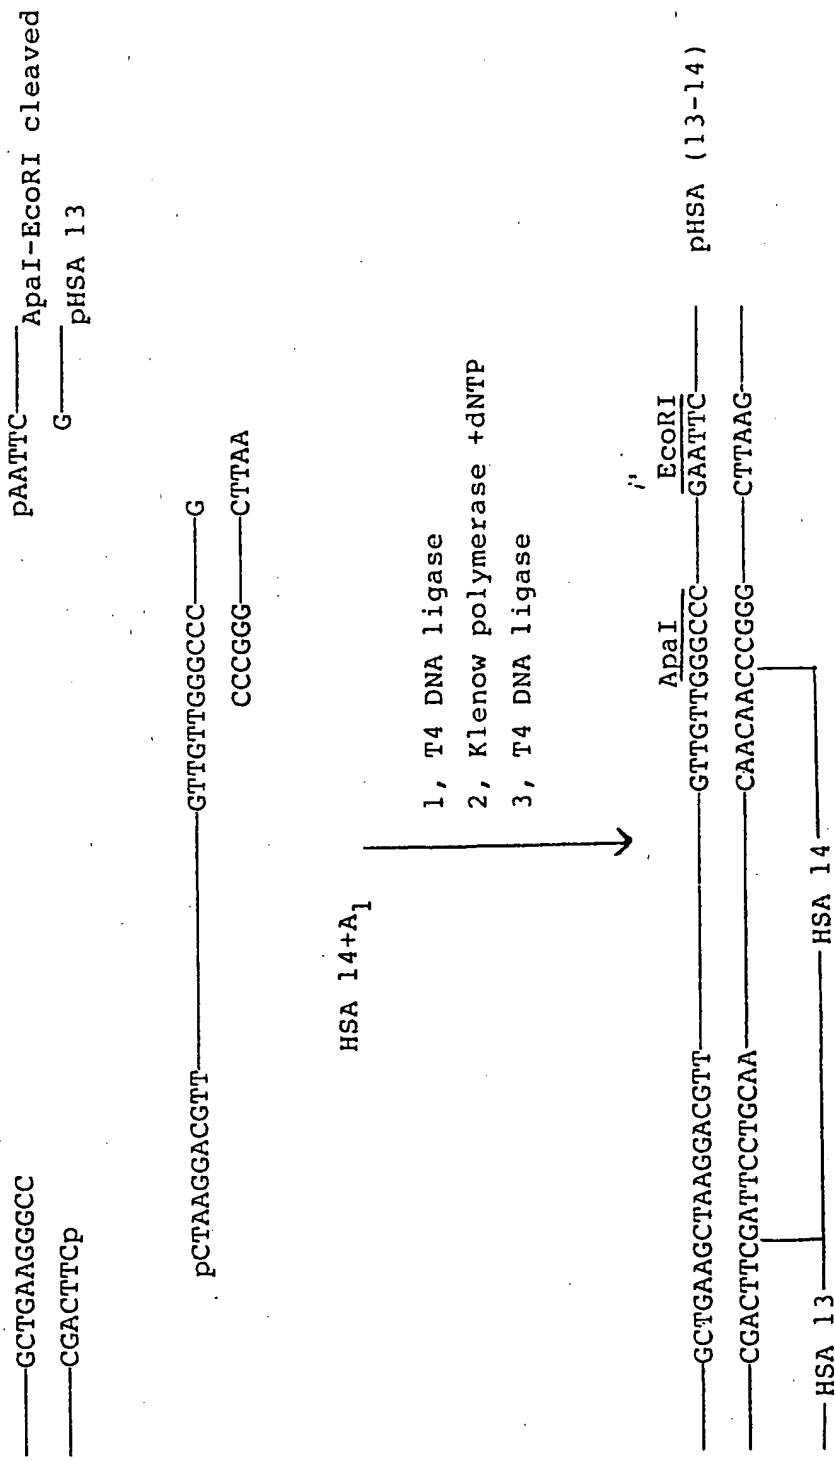 GCTGAAGGGCC
pAATTC
ApaI-EcoRI cleaved
CGACTTCp
G
pHSA 13
pCTAAGGACGTT
GTTGTTGGGCCC
G
CCCGGG
CTTAA
HSA 14+A1
1, T4 DNA ligase
2, Klenow polymerase +dNTP
3, T4 DNA ligase
ApaI
EcoRI
GCTGAAGCTAAGGACGTT
GTTGTTGGGCCC
GAATTC
pHSA (13-14)
CGACTTCGATTCCTGCAA
CAACAACCCGGG
CTTAAG
HSA 13
HSA 14